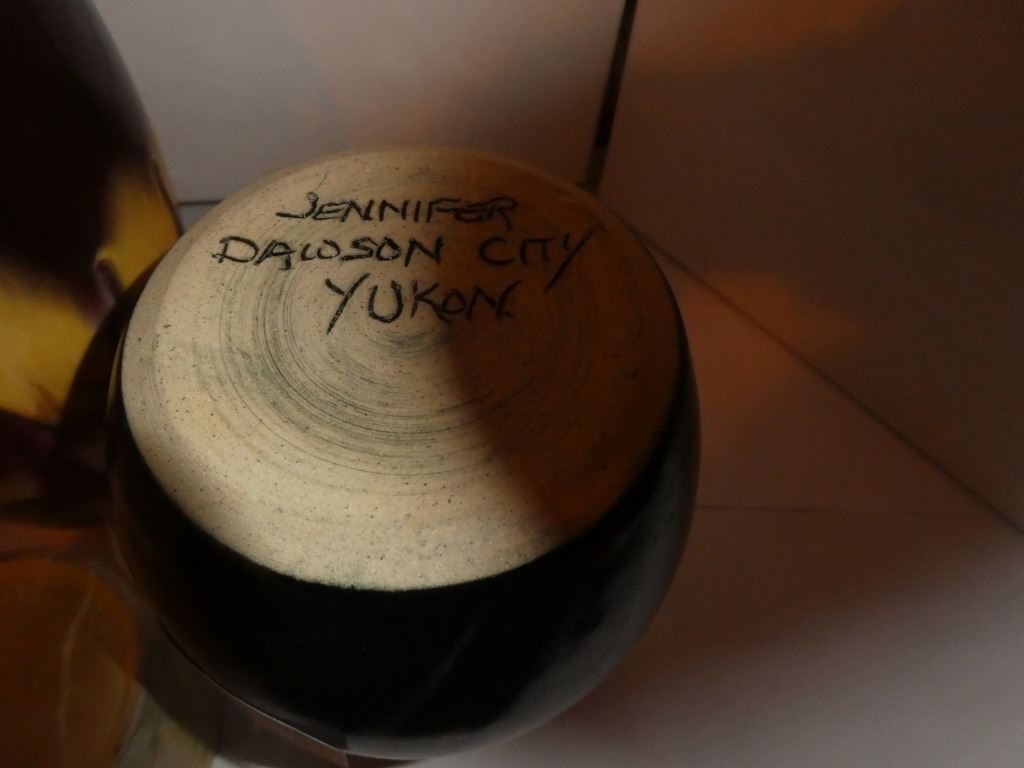 JENNIFER
DAWSON CITY
YUKON.